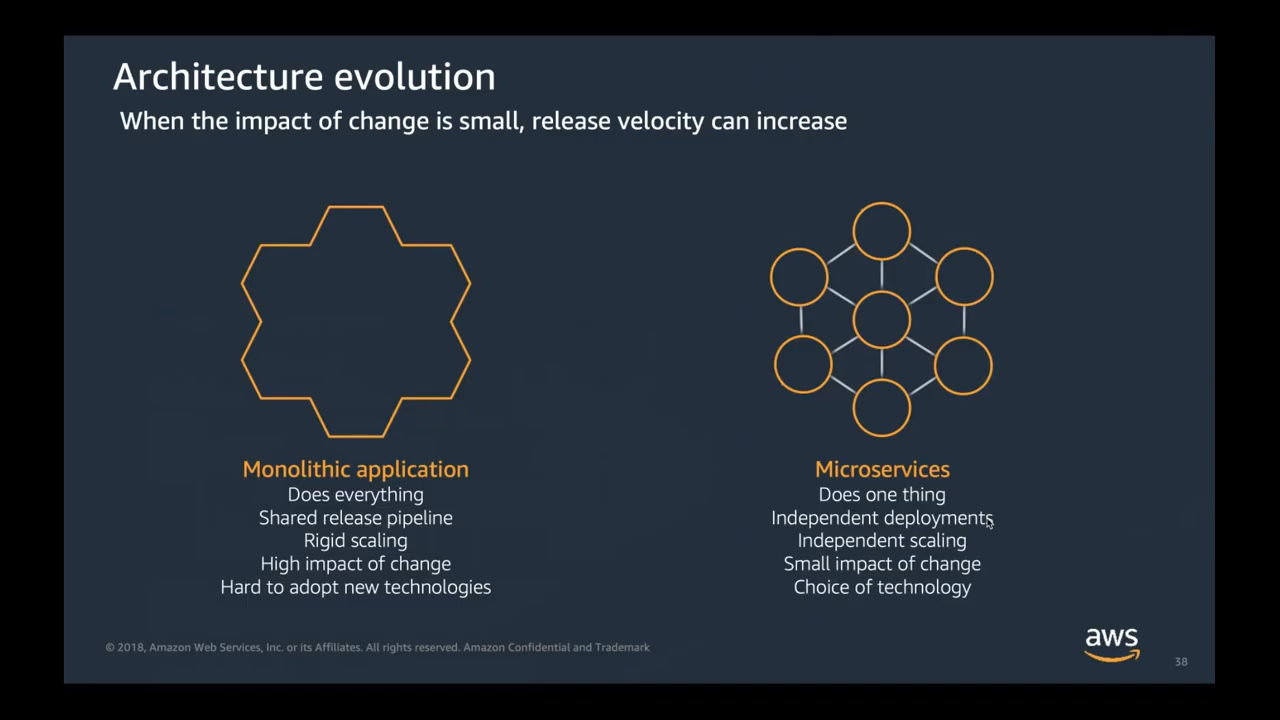 Architecture evolution
When the impact of change is small, release velocity can increase
Monolithic application
Does everything
Shared release pipeline
Rigid scaling
High impact of change
Hard to adopt new technologies
Microservices
Does one thing
Independent deployments
Independent scaling
Small impact of change
Choice of technology
© 2018, Amazon Web Services, Inc. or its Affiliates. All rights reserved. Amazon Confidential and Trademark
aws
38